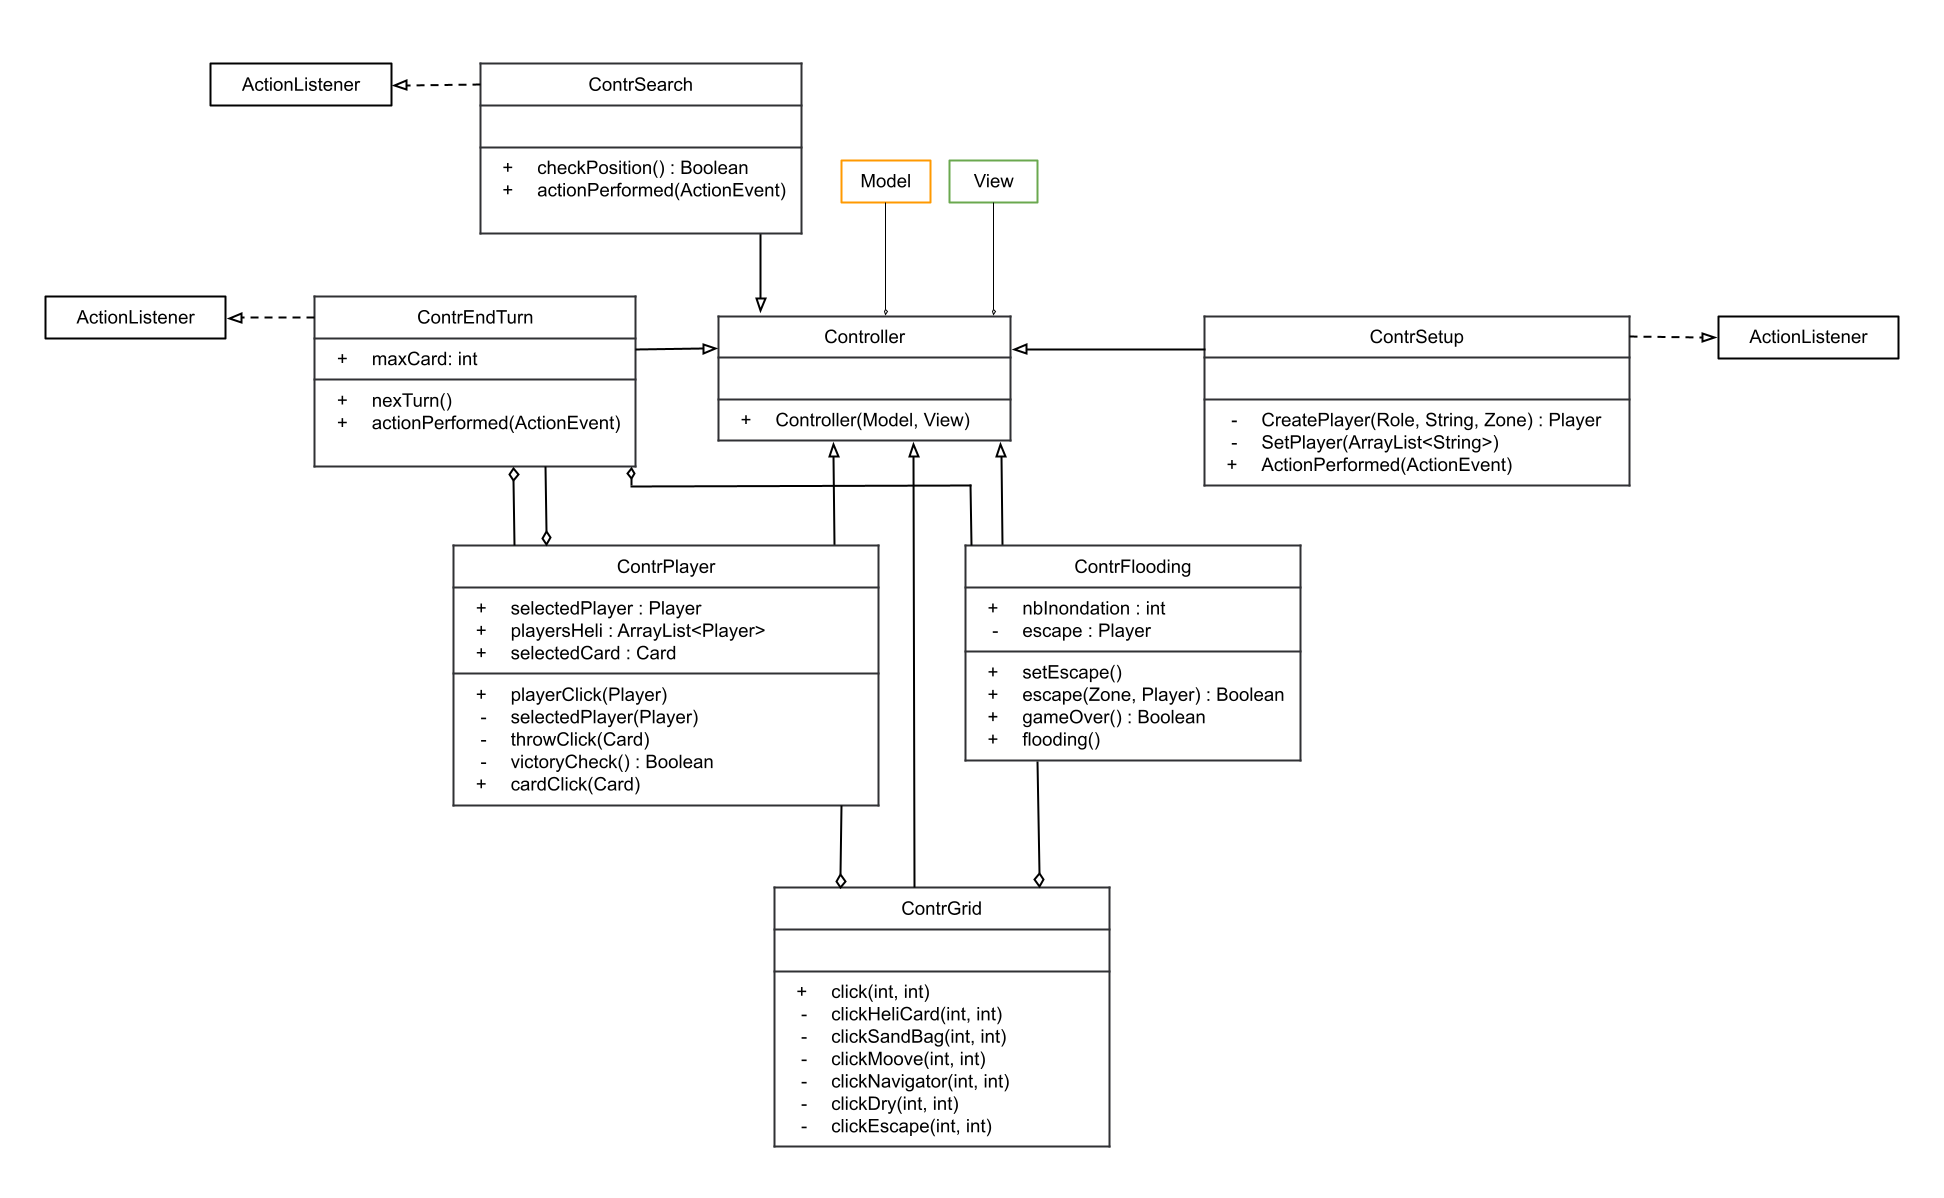 ActionListener
ContrSearch
+ checkPosition() : Boolean
+ actionPerformed(ActionEvent)
Model
View
ActionListener
ContrEndTurn
+ maxCard: int
+ nexTurn()
+ actionPerformed(ActionEvent)
Controller
+ Controller(Model, View)
ContrSetup
- CreatePlayer(Role, String, Zone) : Player
- SetPlayer(ArrayList<String>)
+ ActionPerformed(ActionEvent)
ActionListener
ContrPlayer
+ selectedPlayer : Player
+ playersHeli : ArrayList<Player>
+ selectedCard : Card
+ playerClick(Player)
- selectedPlayer(Player)
- throwClick(Card)
- victoryCheck() : Boolean
+ cardClick(Card)
ContrFlooding
+ nbInondation : int
- escape : Player
+ setEscape()
+ escape(Zone, Player) : Boolean
+ gameOver() : Boolean
+ flooding()
ContrGrid
+ click(int, int)
- clickHeliCard(int, int)
- clickSandBag(int, int)
- clickMoove(int, int)
- clickNavigator(int, int)
- clickDry(int, int)
- clickEscape(int, int)